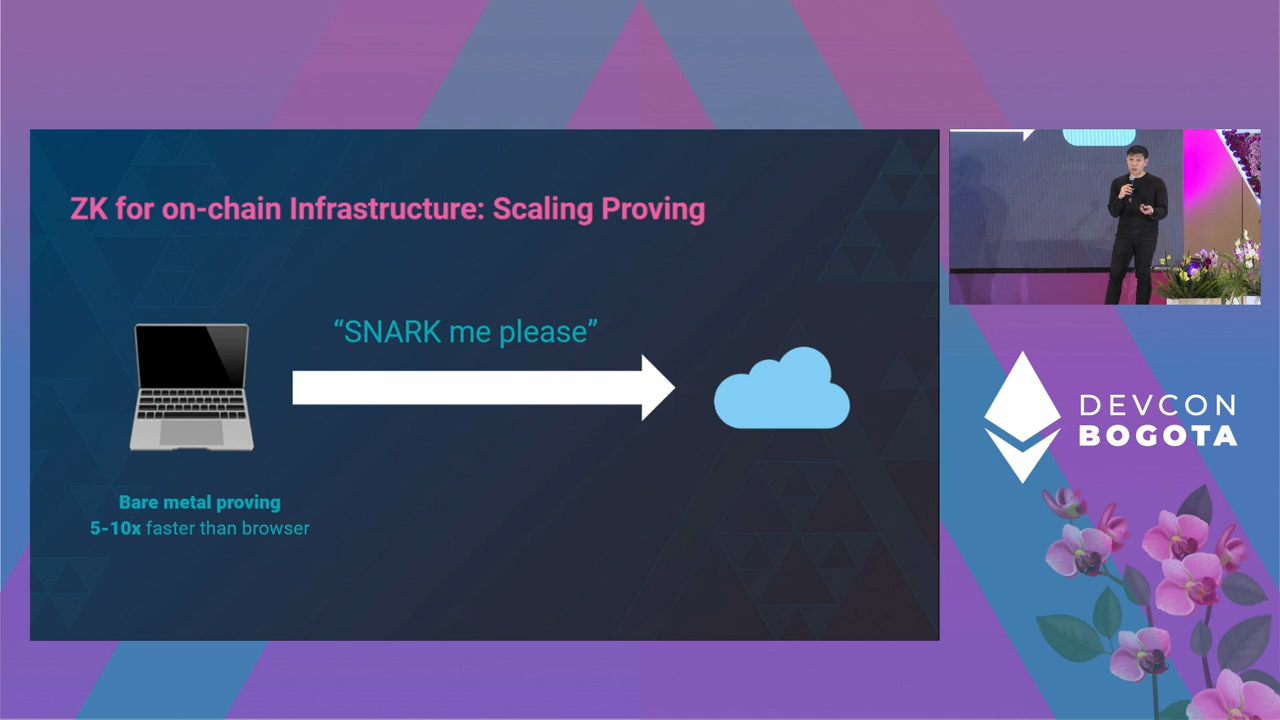 ZK for on-chain Infrastructure: Scaling Proving
“SNARK me please”
Bare metal proving
5-10x faster than browser
DEVCON
BOGOTA